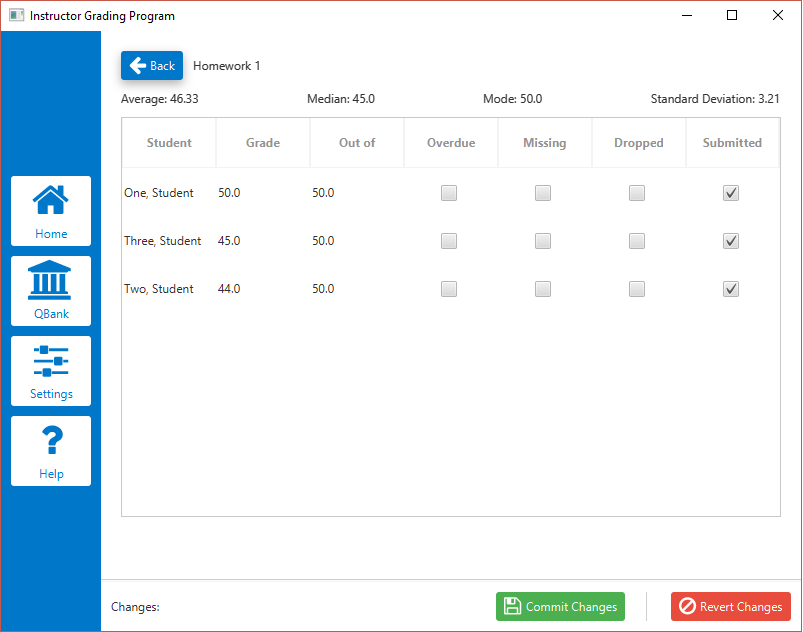 Instructor Grading Program
Back Homework 1
Average: 46.33 Median: 45.0 Mode: 50.0 Standard Deviation: 3.21
Student Grade Out of Overdue Missing Dropped Submitted
One, Student 50.0 50.0
Three, Student 45.0 50.0
Two, Student 44.0 50.0
Home
QBank
Settings
Help
Changes: Commit Changes Revert Changes